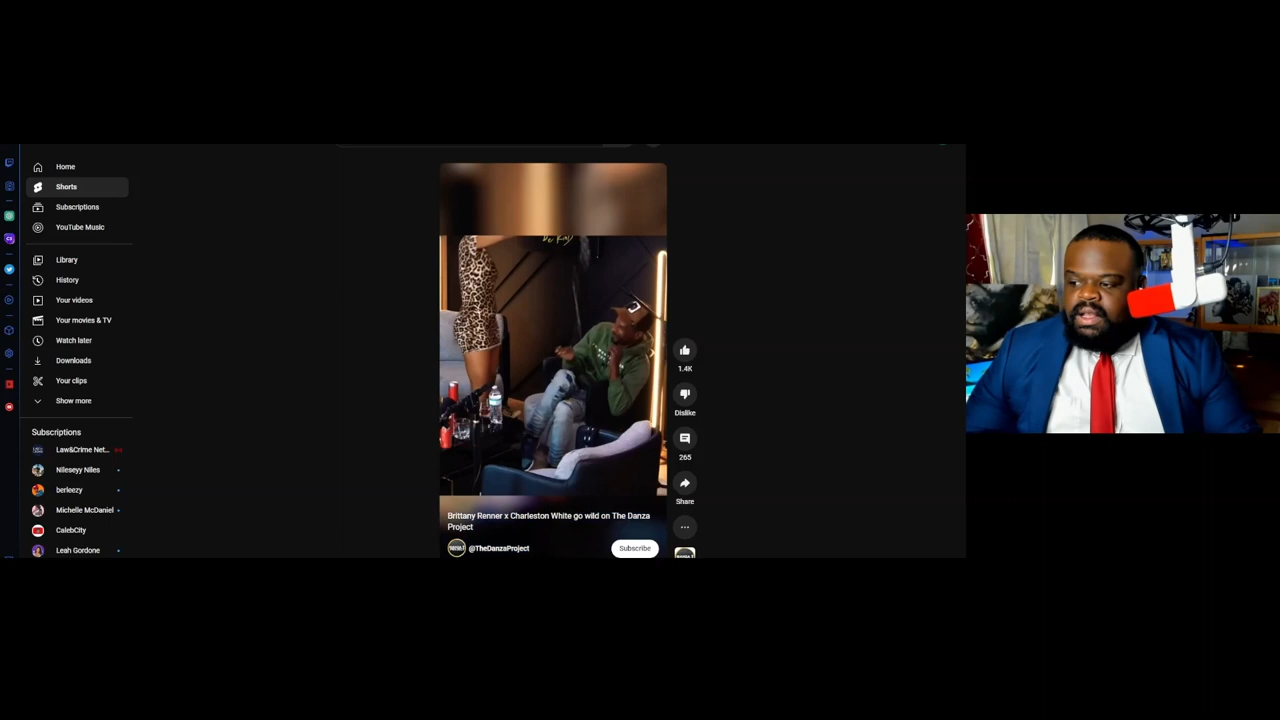 Home
Shorts
Subscriptions
YouTube Music
Library
History
Your videos
Your movies & TV
Watch later
Downloads
Your clips
Show more
Subscriptions
Law&Crime Net...
Nileseyy Niles
berleezy
Michelle McDaniel
CalebCity
Leah Gordone
1.4K
Dislike
265
Share
Brittany Renner x Charleston White go wild on The Danza
Project
@TheDanzaProject
Subscribe